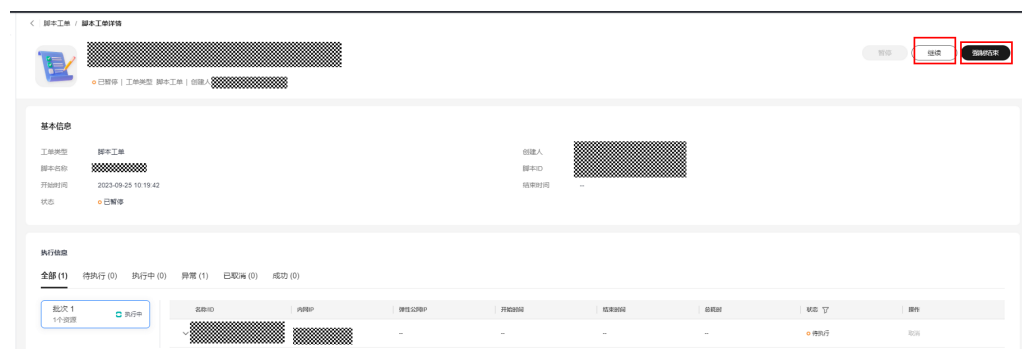 < 脚本工单 / 脚本工单详情
暂停 继续 强制结束
已暂停 | 工单类型 脚本工单 | 创建人
基本信息
工单类型 脚本工单 创建人
脚本名称 脚本ID
开始时间 2023-09-25 10:19:42 结束时间 --
状态 已暂停
执行信息
全部 (1) 待执行 (0) 执行中 (0) 异常 (1) 已取消 (0) 成功 (0)
批次 1 执行中
1个资源
名称/ID 内网IP 弹性公网IP 开始时间 结束时间 总耗时 状态 操作
-- -- -- -- 待执行 取消